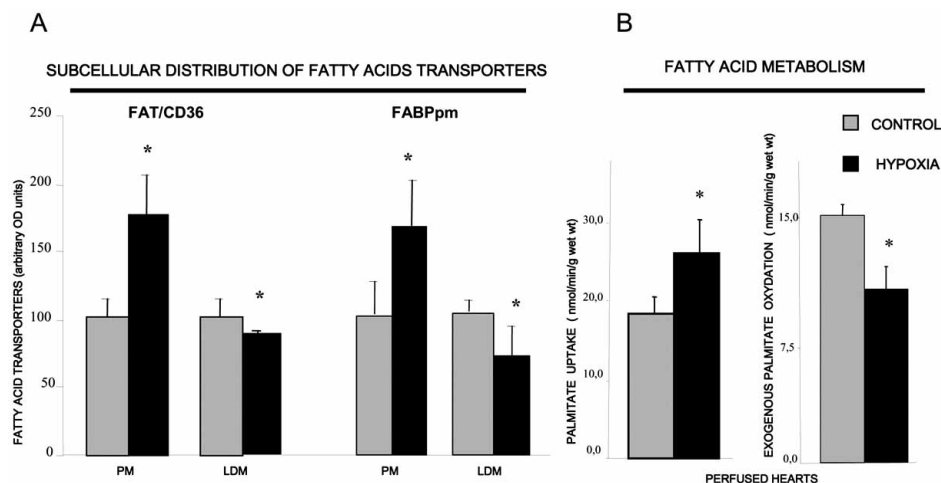 A
SUBCELLULAR DISTRIBUTION OF FATTY ACIDS TRANSPORTERS
FAT/CD36
FABPpm
FATTY ACID TRANSPORTERS (arbitrary OD units)
250
200
150
100
50
0
*
*
*
*
PM
LDM
PM
LDM
B
FATTY ACID METABOLISM
CONTROL
HYPOXIA
PALMITATE UPTAKE ( nmol/min/g wet wt)
30,0
20,0
10,0
0,0
*
EXOGENOUS PALMITATE OXYDATION ( nmol/min/g wet wt)
15,0
7,5
0,0
*
PERFUSED HEARTS